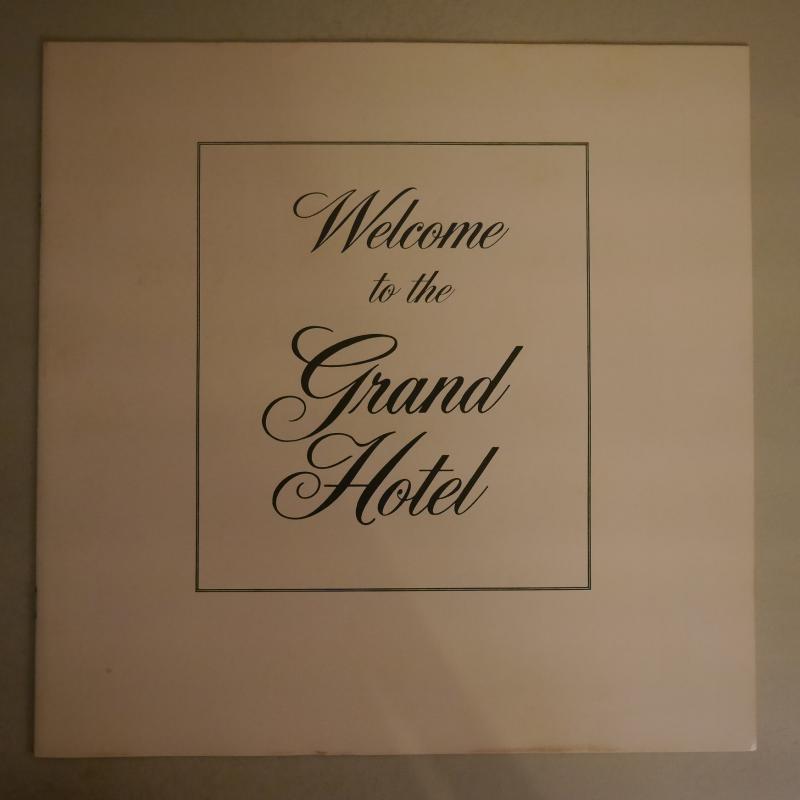 Welcome
to the
Grand
Hotel